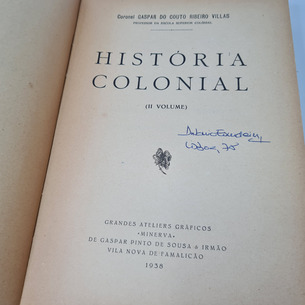 Coronel GASPAR DO COUTO RIBEIRO VILLAS
PROFESSOR DA ESCOLA SUPERIOR COLONIAL
HISTÓRIA
COLONIAL
(II VOLUME)
GRANDES ATELIERS GRÁFICOS
«MINERVA»
DE GASPAR PINTO DE SOUSA & IRMÃO
VILA NOVA DE FAMALICÃO
1938